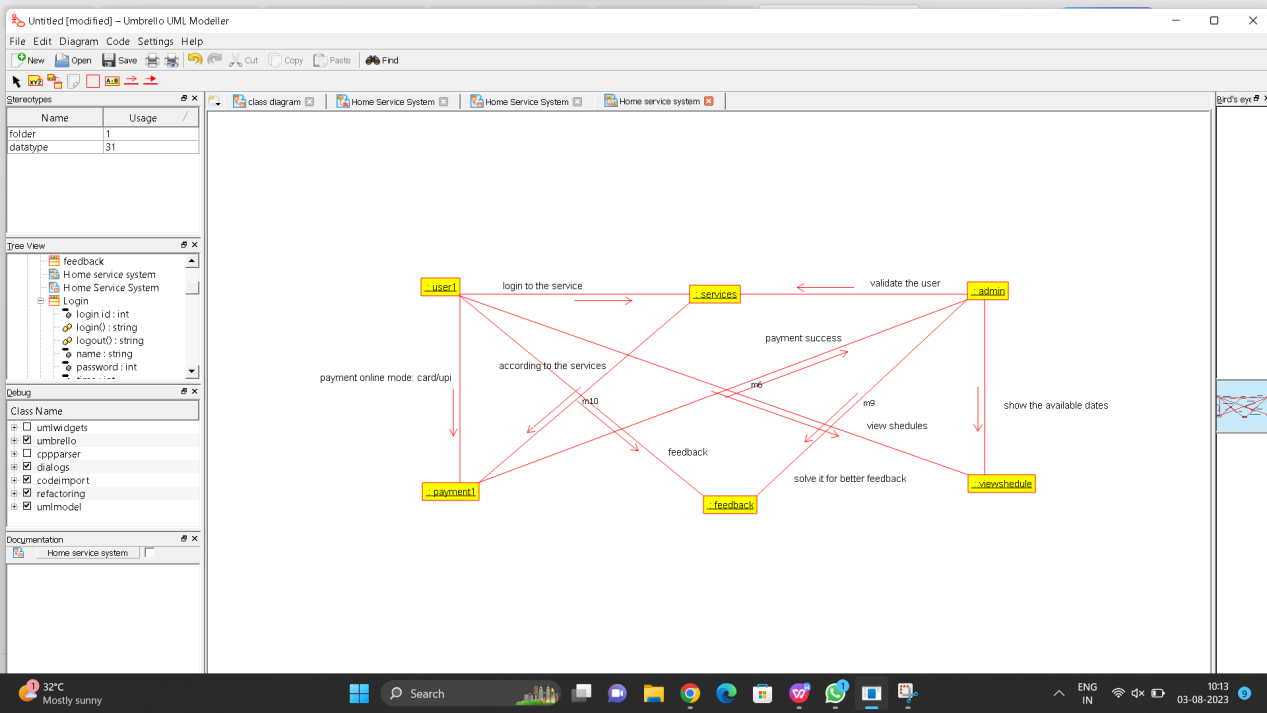 Untitled [modified] – Umbrello UML Modeller
File Edit Diagram Code Settings Help
New Open Save Cut Copy Paste Find
Stereotypes
Name Usage
folder 1
datatype 31
class diagram
Home Service System
Home Service System
Home service system
Bird's eye
Tree View
feedback
Home service system
Home Service System
Login
login id : int
login() : string
logout() : string
name : string
password : int
Debug
Class Name
umlwidgets
umbrello
cppparser
dialogs
codeimport
refactoring
umlmodel
Documentation
Home service system
: user1
login to the service
: services
validate the user
: admin
payment success
according to the services
payment online mode: card/upi
m6
m10
m9
show the available dates
view shedules
feedback
solve it for better feedback
: payment1
: feedback
: viewshedule
1
32°C
Mostly sunny
Search
1
ENG
IN
10:13
03-08-2023
9